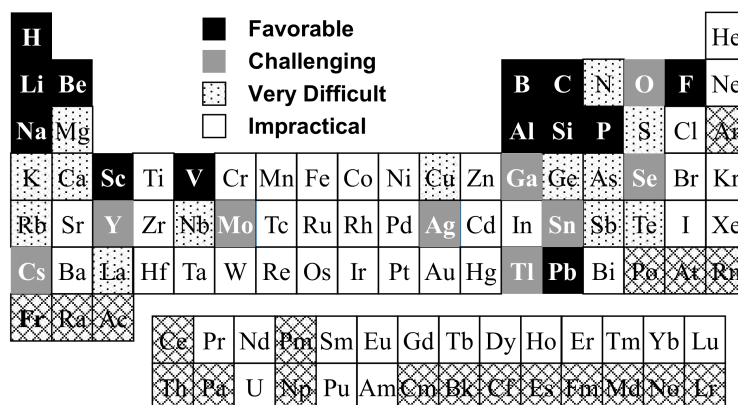 H Favorable He
Challenging
Li Be B C N O F Ne
Very Difficult
Na Mg Al Si P S Cl Ar
Impractical
K Ca Sc Ti V Cr Mn Fe Co Ni Cu Zn Ga Ge As Se Br Kr
Rb Sr Y Zr Nb Mo Tc Ru Rh Pd Ag Cd In Sn Sb Te I Xe
Cs Ba La Hf Ta W Re Os Ir Pt Au Hg Tl Pb Bi Po At Rn
Fr Ra Ac
Ce Pr Nd Pm Sm Eu Gd Tb Dy Ho Er Tm Yb Lu
Th Pa U Np Pu Am Cm Bk Cf Es Fm Md No Lr